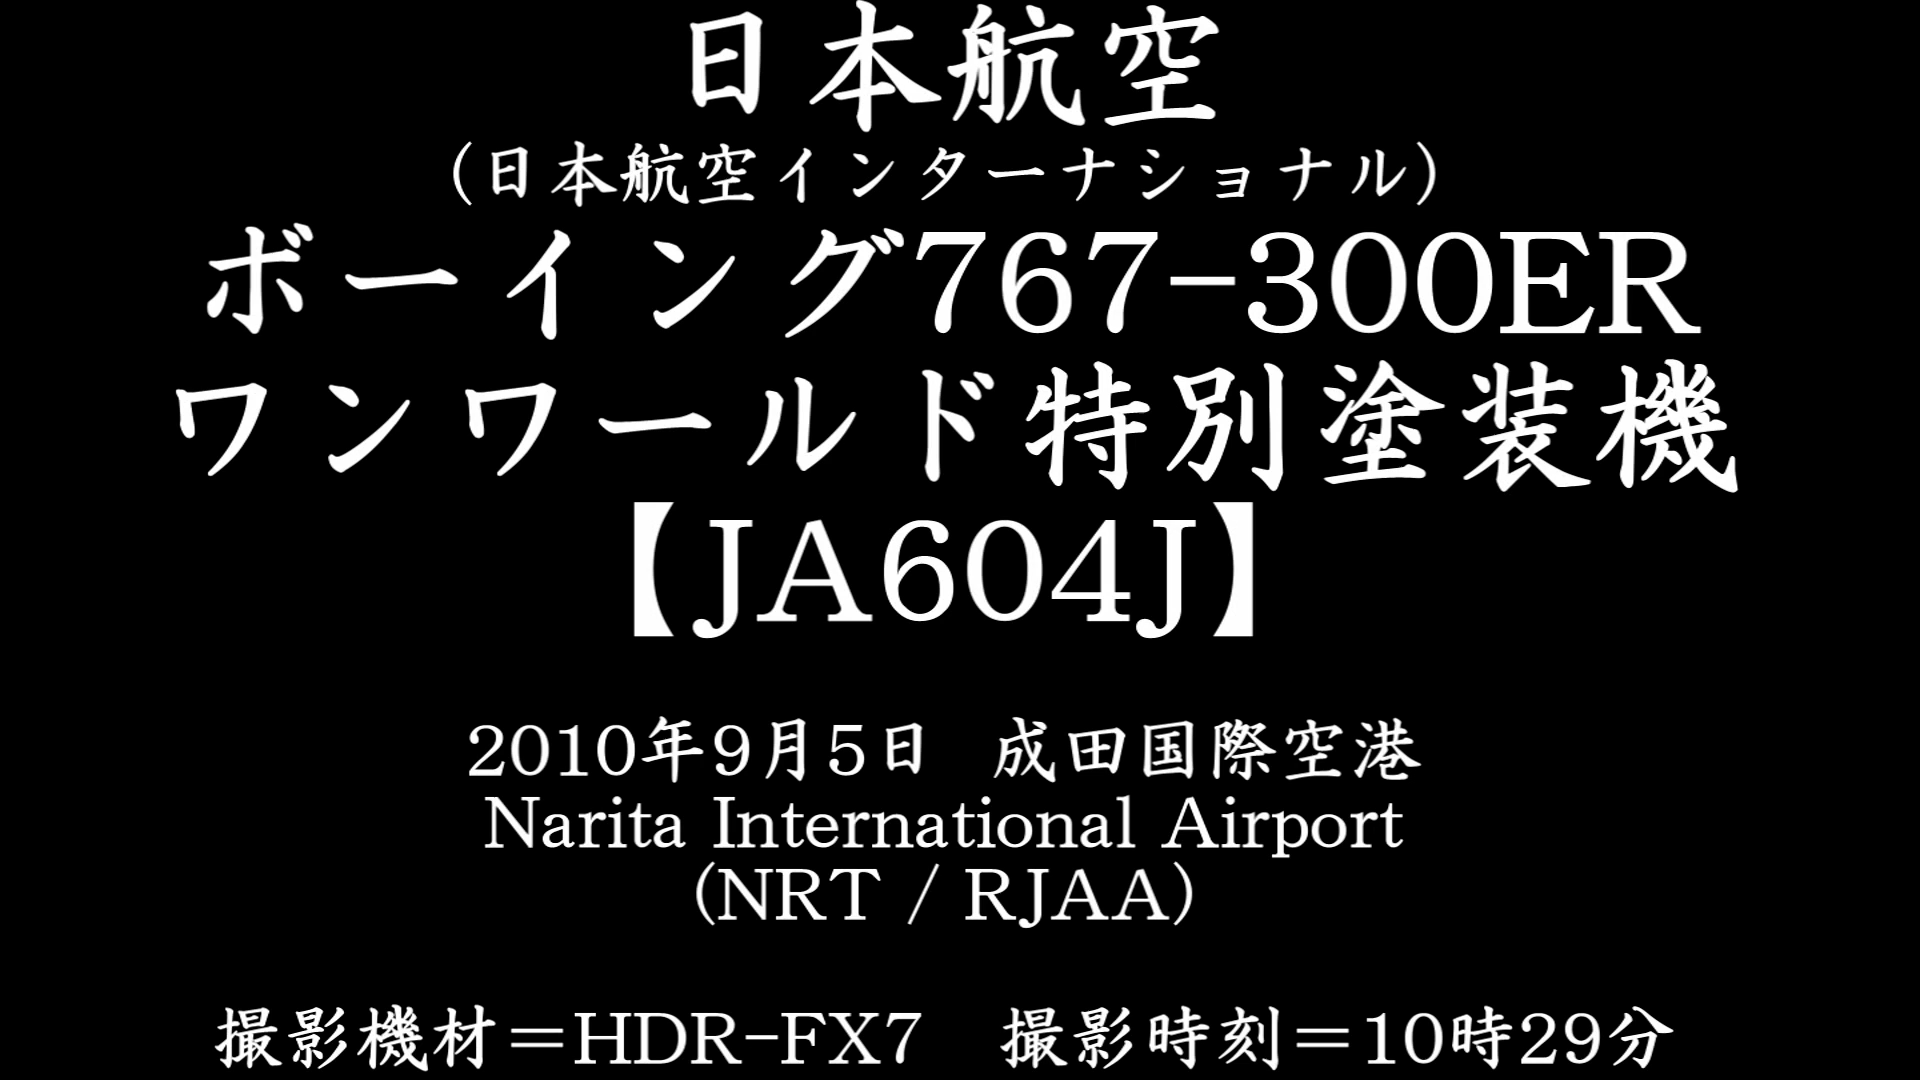 日本航空
(日本航空インターナショナル)
ボーイング767-300ER
ワンワールド特別塗装機
【JA604J】
2010年9月5日　成田国際空港
Narita International Airport
(NRT / RJAA)
撮影機材＝HDR-FX7　撮影時刻＝10時29分